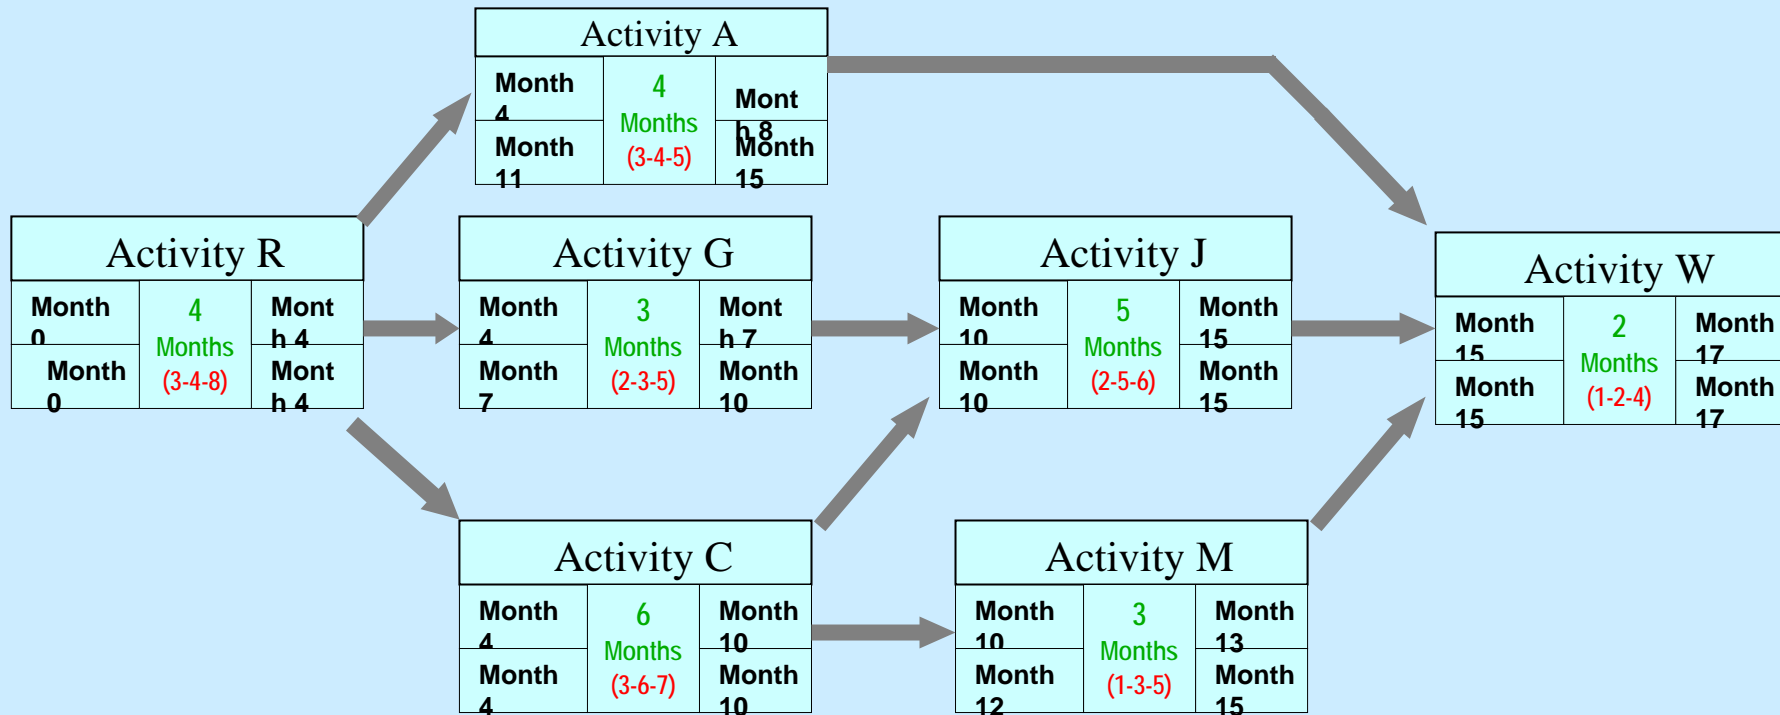 Activity A
Month
4
4
Months
(3-4-5)
Mont
h 8
Month
11
Month
15
Activity R
Month
0
4
Months
(3-4-8)
Mont
h 4
Month
0
Mont
h 4
Activity G
Month
4
3
Months
(2-3-5)
Mont
h 7
Month
7
Month
10
Activity J
Month
10
5
Months
(2-5-6)
Month
15
Month
10
Month
15
Activity W
Month
15
2
Months
(1-2-4)
Month
17
Month
15
Month
17
Activity C
Month
4
6
Months
(3-6-7)
Month
10
Month
4
Month
10
Activity M
Month
10
3
Months
(1-3-5)
Month
13
Month
12
Month
15